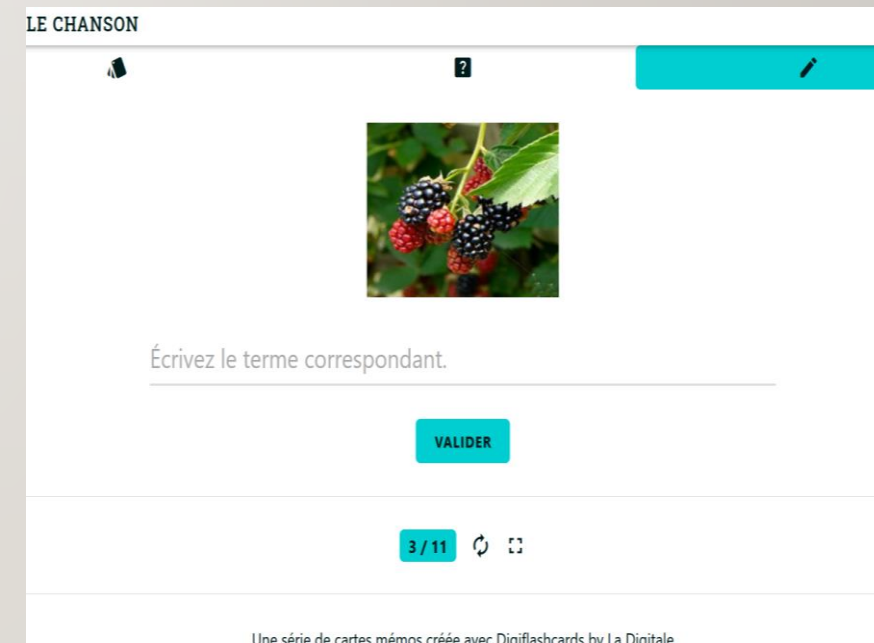 LE CHANSON
?
Écrivez le terme correspondant.
VALIDER
3 / 11
Une série de cartes mémos créée avec Digiflashcards by La Digitale